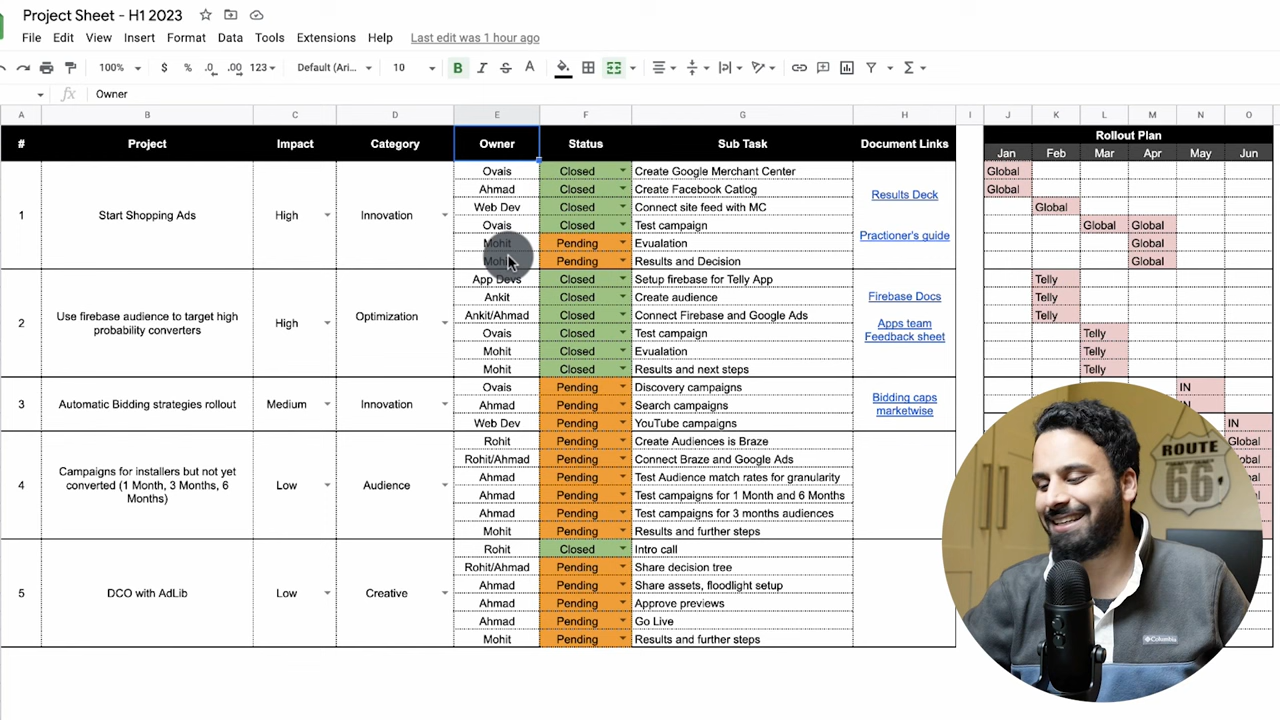 Project Sheet - H1 2023
File Edit View Insert Format Data Tools Extensions Help Last edit was 1 hour ago
100% $ % .0 .00 123 Default (Ari... 10 B I S A
fx Owner
A B C D E F G H I J K L M N O
# Project Impact Category Owner Status Sub Task Document Links Rollout Plan
Jan Feb Mar Apr May Jun
1 Start Shopping Ads High Innovation
Ovais Closed Create Google Merchant Center Global
Ahmad Closed Create Facebook Catlog Global
Results Deck
Web Dev Closed Connect site feed with MC Global
Ovais Closed Test campaign Global Global
Practioner's guide
Mohit Pending Evualation Global
Mohit Pending Results and Decision Global
2 Use firebase audience to target high
probability converters High Optimization
App Devs Closed Setup firebase for Telly App Telly
Ankit Closed Create audience Telly
Firebase Docs
Ankit/Ahmad Closed Connect Firebase and Google Ads Telly
Apps team
Feedback sheet
Ovais Closed Test campaign Telly
Mohit Closed Evualation Telly
Mohit Closed Results and next steps Telly
3 Automatic Bidding strategies rollout Medium Innovation
Ovais Pending Discovery campaigns IN
Bidding caps
marketwise
Ahmad Pending Search campaigns
Web Dev Pending YouTube campaigns IN
4 Campaigns for installers but not yet
converted (1 Month, 3 Months, 6
Months) Low Audience
Rohit Pending Create Audiences is Braze Global
Rohit/Ahmad Pending Connect Braze and Google Ads
Ahmad Pending Test Audience match rates for granularity
Ahmad Pending Test campaigns for 1 Month and 6 Months
Ahmad Pending Test campaigns for 3 months audiences
Mohit Pending Results and further steps
5 DCO with AdLib Low Creative
Rohit Closed Intro call
Rohit/Ahmad Pending Share decision tree
Ahmad Pending Share assets, floodlight setup
Ahmad Pending Approve previews
Ahmad Pending Go Live
Mohit Pending Results and further steps
ROUTE
66
Columbia